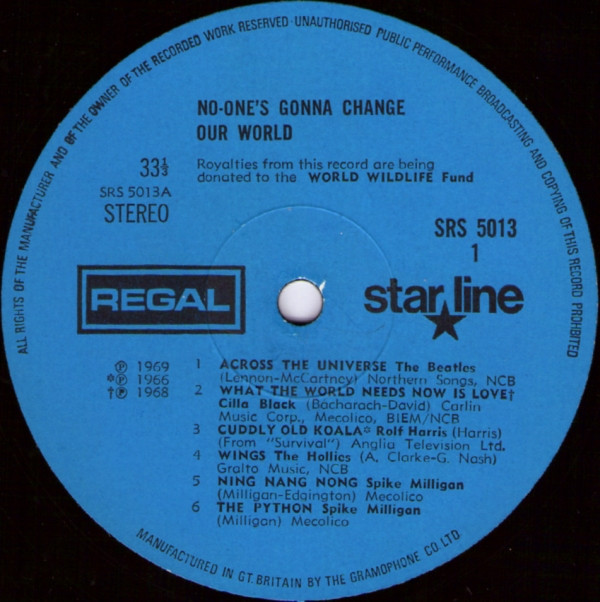 ALL RIGHTS OF THE MANUFACTURER AND OF THE OWNER OF THE RECORDED WORK RESERVED · UNAUTHORISED PUBLIC PERFORMANCE BROADCASTING AND COPYING OF THIS RECORD PROHIBITED
NO-ONE'S GONNA CHANGE
OUR WORLD
33⅓
SRS 5013A
STEREO
Royalties from this record are being
donated to the WORLD WILDLIFE Fund
SRS 5013
1
REGAL
star line
℗ 1969
*℗ 1966
†℗ 1968
1 ACROSS THE UNIVERSE The Beatles
(Lennon-McCartney) Northern Songs, NCB
2 WHAT THE WORLD NEEDS NOW IS LOVE†
Cilla Black (Bacharach-David) Carlin
Music Corp., Mecolico, BIEM/NCB
3 CUDDLY OLD KOALA* Rolf Harris (Harris)
(From "Survival") Anglia Television Ltd.
4 WINGS The Hollies (A. Clarke-G. Nash)
Gralto Music, NCB
5 NING NANG NONG Spike Milligan
(Milligan-Edgington) Mecolico
6 THE PYTHON Spike Milligan
(Milligan) Mecolico
MANUFACTURED IN GT. BRITAIN BY THE GRAMOPHONE CO LTD